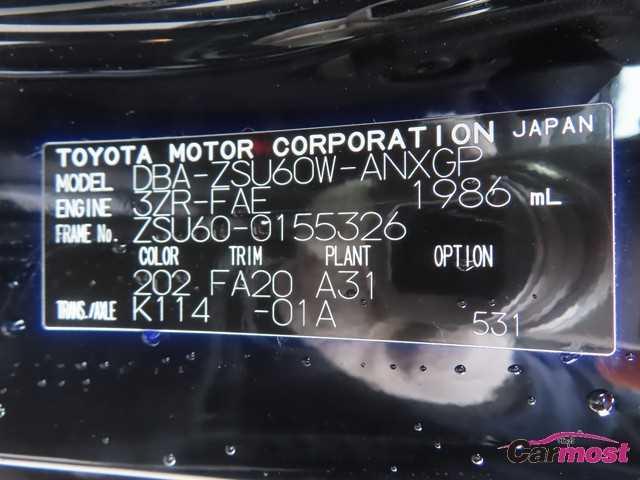 TOYOTA MOTOR CORPORATION JAPAN
MODEL DBA-ZSU60W-ANXGP
ENGINE 3ZR-FAE 1986 mL
FRAME No. ZSU60-0155326
COLOR TRIM PLANT OPTION
202 FA20 A31
TRANS./AXLE K114 -01A 531
Carmost